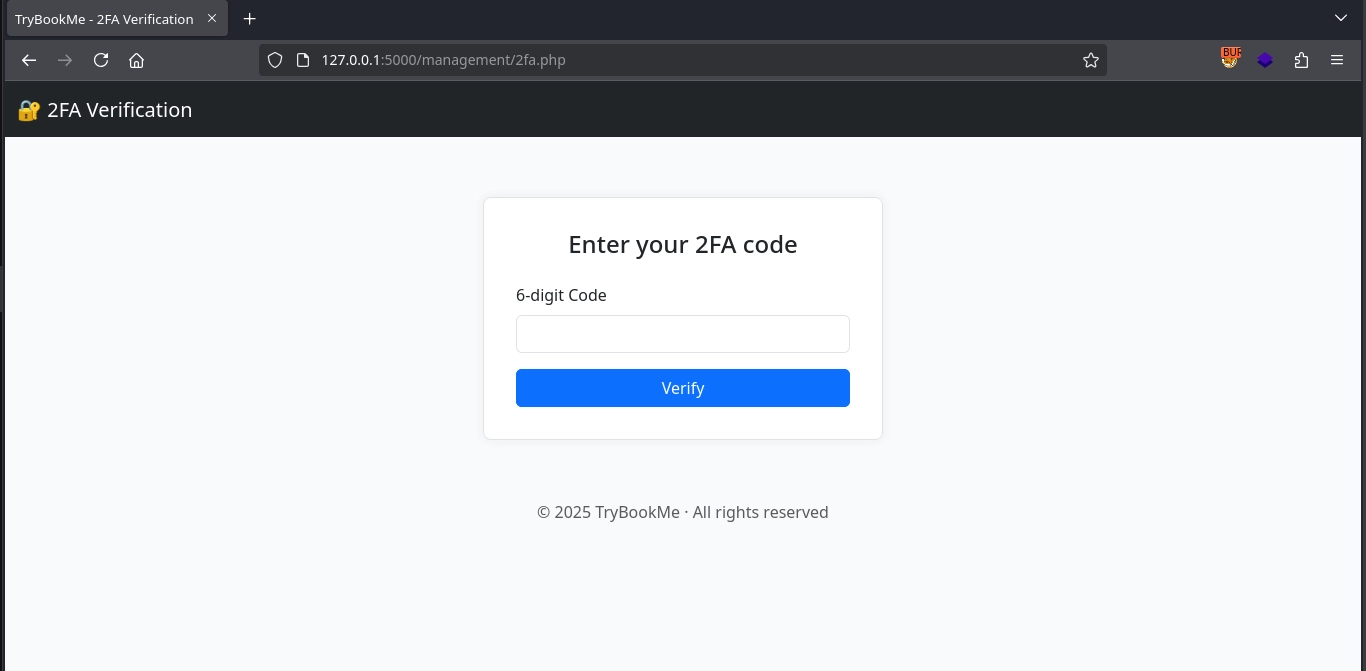 TryBookMe - 2FA Verification
127.0.0.1:5000/management/2fa.php
BUR
🔐 2FA Verification
Enter your 2FA code
6-digit Code
Verify
© 2025 TryBookMe · All rights reserved